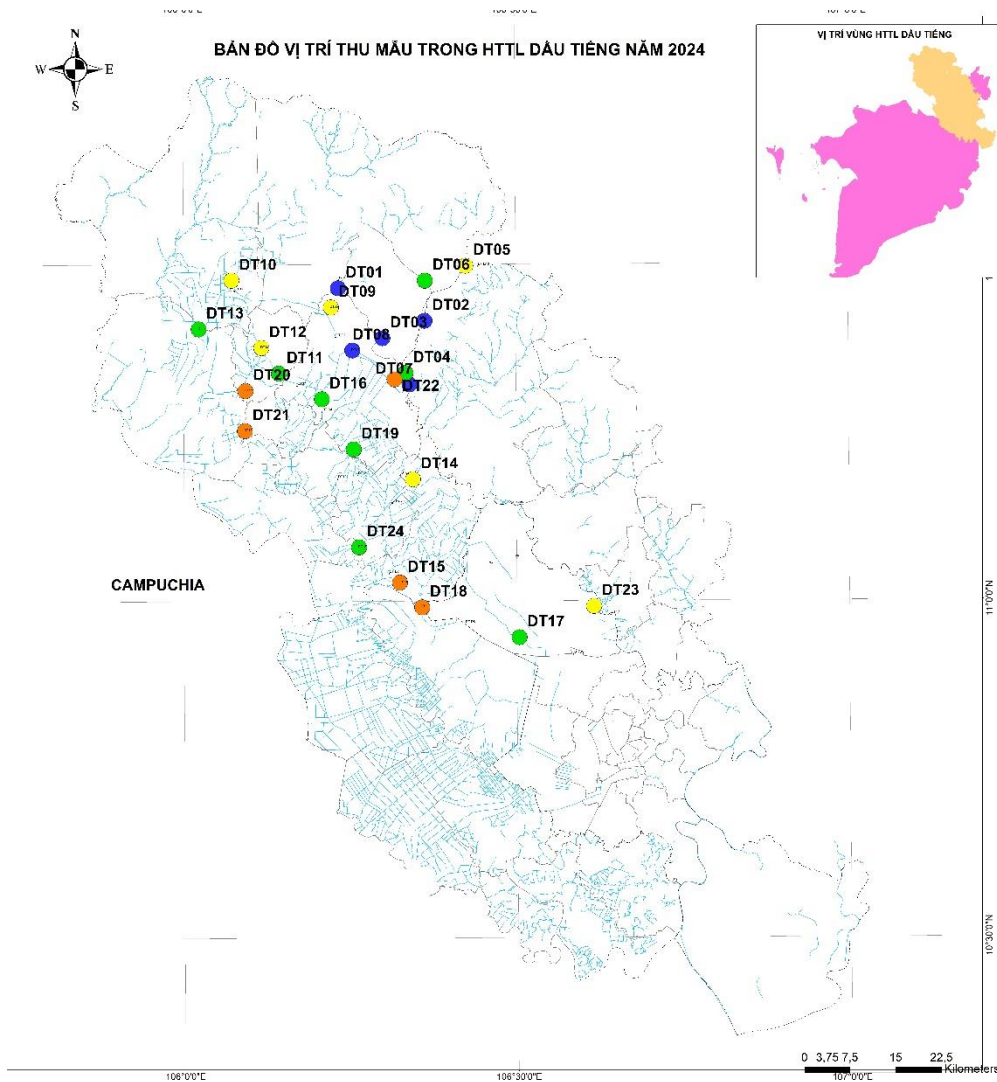 BẢN ĐỒ VỊ TRÍ THU MẪU TRONG HTTL DẦU TIẾNG NĂM 2024
VỊ TRÍ VÙNG HTTL DẦU TIẾNG
N
W E
S
DT05
DT10
DT01
DT06
DT09
DT02
DT13
DT03
DT12
DT08
DT11
DT04
DT20
DT07
DT16
DT22
DT21
DT19
DT14
DT24
CAMPUCHIA
DT15
DT18
DT23
DT17
11°0'0"N
10°30'0"N
0 3,75 7,5 15 22,5
Kilometers
106°0'0"E 106°30'0"E 107°0'0"E